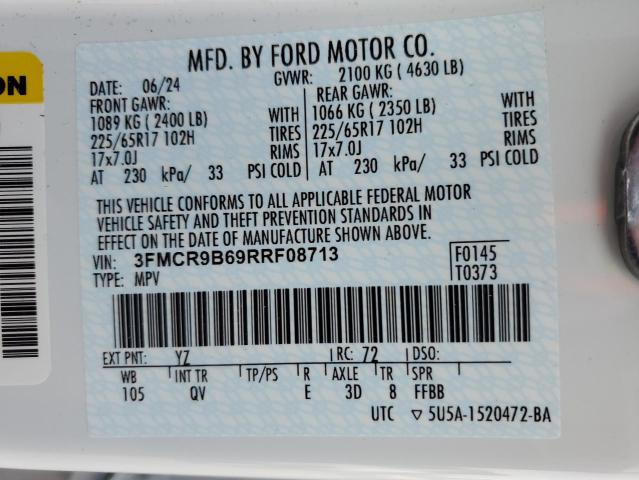 ON
MFD. BY FORD MOTOR CO.
DATE: 06/24 GVWR: 2100 KG ( 4630 LB)
FRONT GAWR: REAR GAWR:
1089 KG ( 2400 LB) WITH 1066 KG ( 2350 LB) WITH
225/65R17 102H TIRES 225/65R17 102H TIRES
17x7.0J RIMS 17x7.0J RIMS
AT 230 kPa/ 33 PSI COLD AT 230 kPa/ 33 PSI COLD
THIS VEHICLE CONFORMS TO ALL APPLICABLE FEDERAL MOTOR
VEHICLE SAFETY AND THEFT PREVENTION STANDARDS IN
EFFECT ON THE DATE OF MANUFACTURE SHOWN ABOVE.
VIN: 3FMCR9B69RRF08713 F0145
TYPE: MPV T0373
EXT PNT: YZ RC: 72 DSO:
WB INT TR TP/PS R AXLE TR SPR
105 QV E 3D 8 FFBB
UTC ▽ 5U5A-1520472-BA